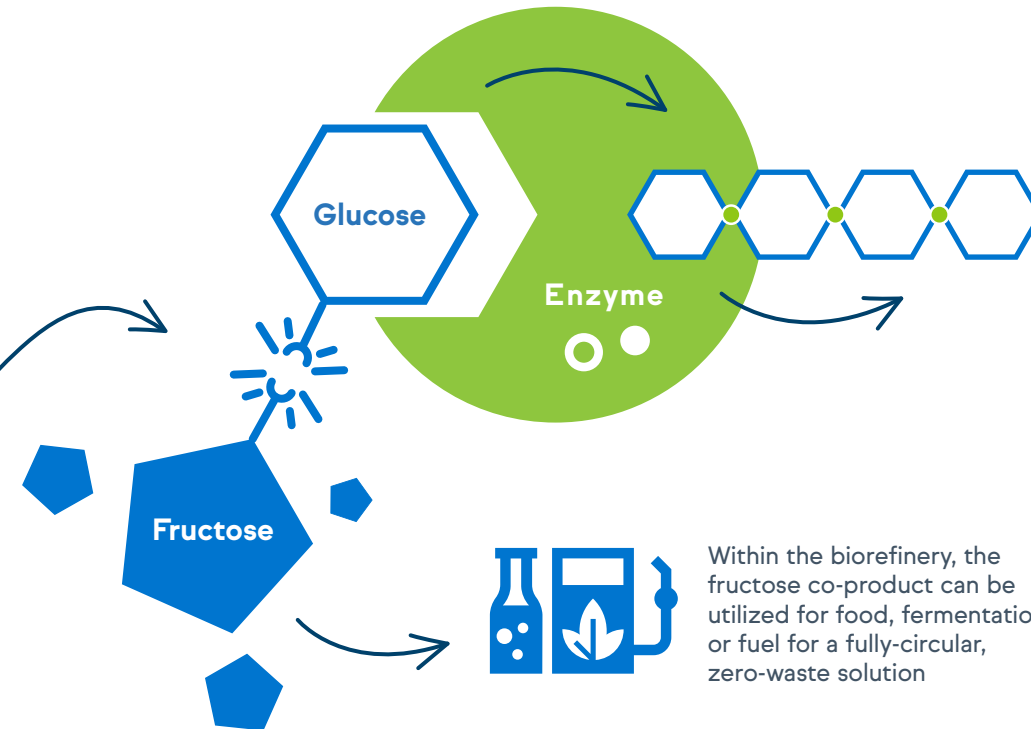 Glucose
Enzyme
Fructose
Within the biorefinery, the
fructose co-product can be
utilized for food, fermentatio
or fuel for a fully-circular,
zero-waste solution